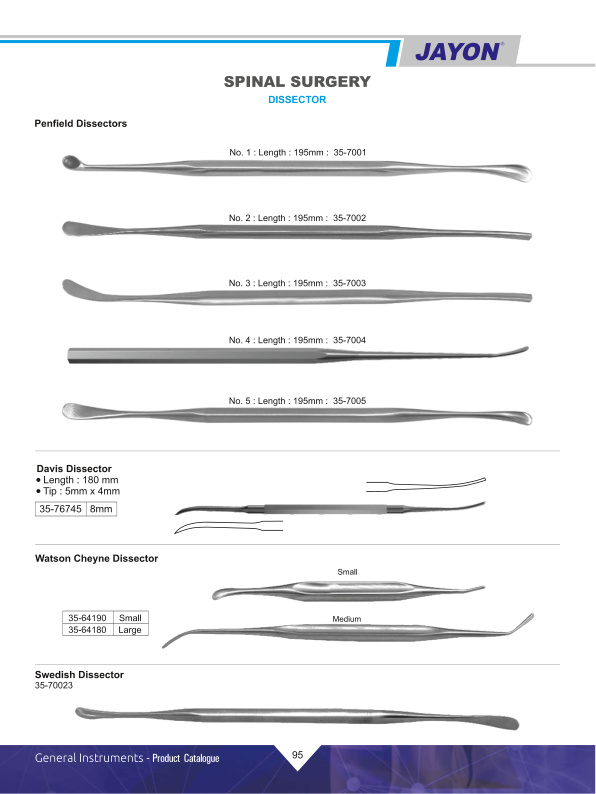 JAYON®
SPINAL SURGERY
DISSECTOR
Penfield Dissectors
No. 1 : Length : 195mm : 35-7001
No. 2 : Length : 195mm : 35-7002
No. 3 : Length : 195mm : 35-7003
No. 4 : Length : 195mm : 35-7004
No. 5 : Length : 195mm : 35-7005
Davis Dissector
• Length : 180 mm
• Tip : 5mm x 4mm
35-76745 8mm
Watson Cheyne Dissector
Small
35-64190 Small
Medium
35-64180 Large
Swedish Dissector
35-70023
General Instruments - Product Catalogue
95